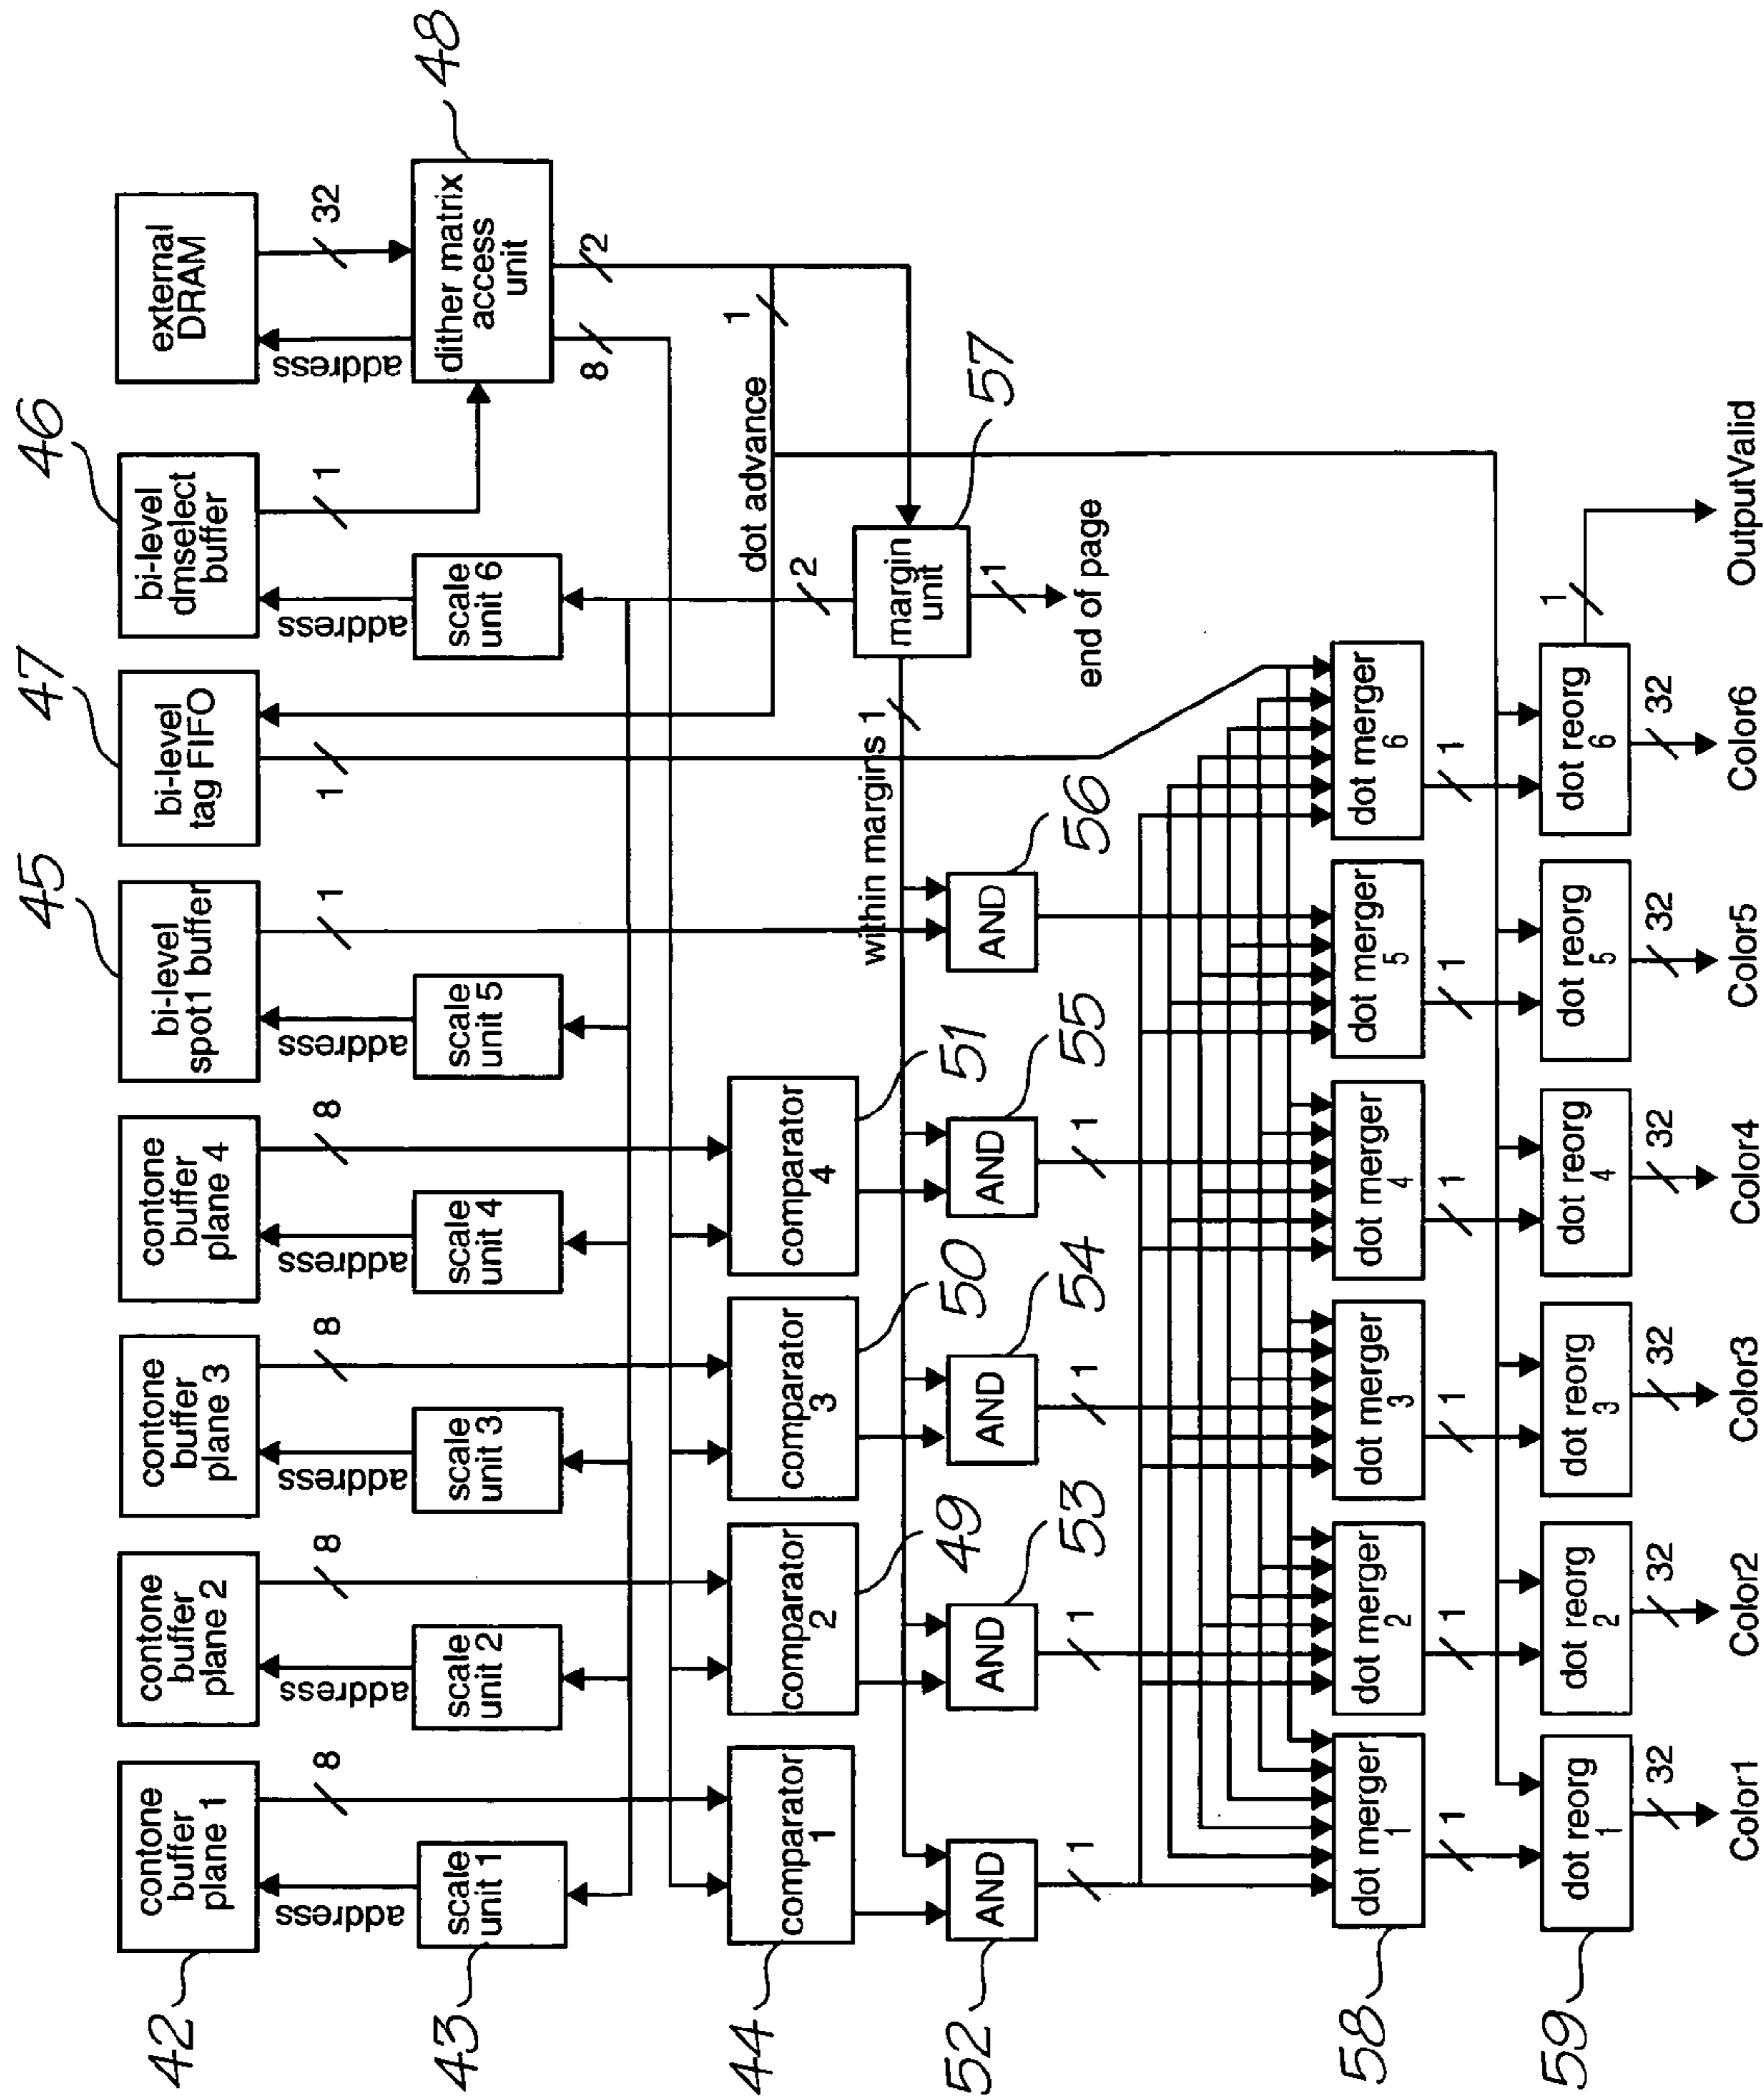 42
contone
buffer
plane 1
contone
buffer
plane 2
contone
buffer
plane 3
contone
buffer
plane 4
45
bi-level
spot1 buffer
47
bi-level
tag FIFO
46
bi-level
dmselect
buffer
external
DRAM
address
8
address
8
address
8
address
8
address
1
1
address
1
address
32
43
scale
unit 1
scale
unit 2
scale
unit 3
scale
unit 4
scale
unit 5
scale
unit 6
dither matrix
access
unit
48
8
2
1
dot advance
44
comparator
1
comparator
2
49
comparator
3
50
comparator
4
51
within margins
1
2
margin
unit
57
1
end of page
52
AND
AND
53
AND
54
AND
55
AND
56
1
1
1
1
58
dot merger
1
dot merger
2
dot merger
3
dot merger
4
dot merger
5
dot merger
6
1
1
1
1
1
1
59
dot reorg
1
dot reorg
2
dot reorg
3
dot reorg
4
dot reorg
5
dot reorg
6
1
32
32
32
32
32
32
Color1
Color2
Color3
Color4
Color5
Color6
OutputValid